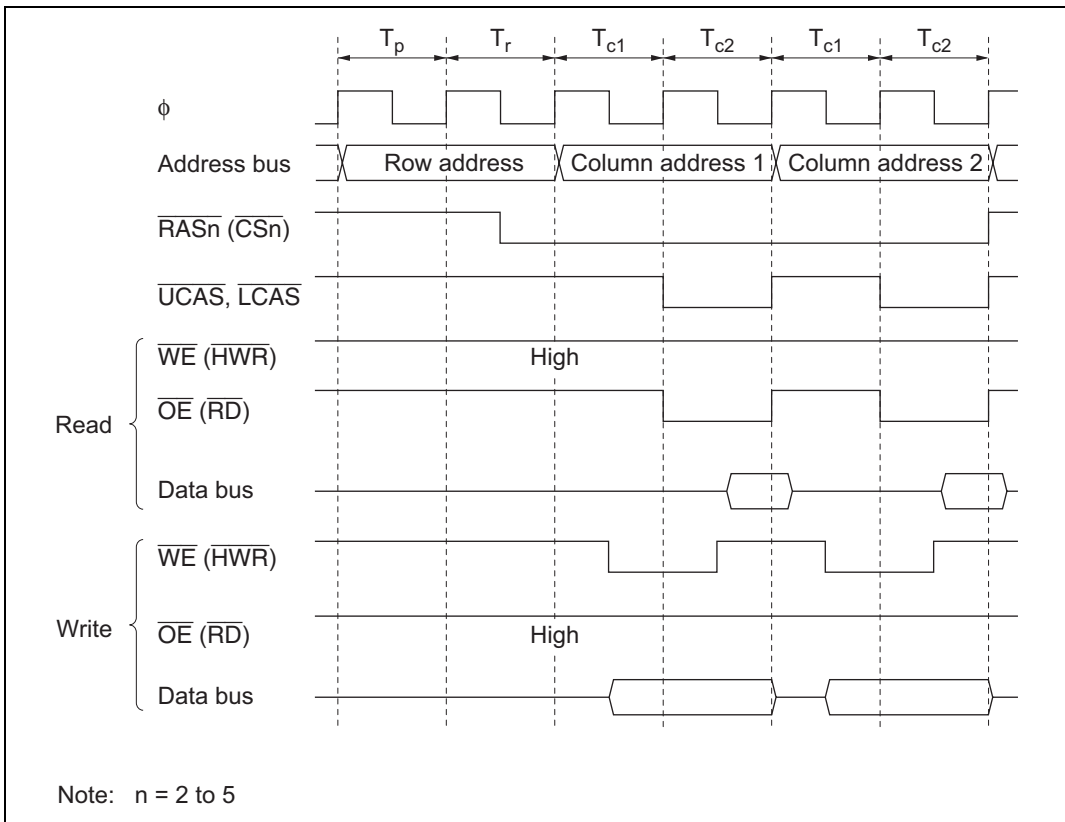 Tp Tr Tc1 Tc2 Tc1 Tc2
ϕ
Address bus Row address Column address 1 Column address 2
RASn (CSn)
UCAS, LCAS
WE (HWR) High
OE (RD)
Read
Data bus
WE (HWR)
Write
OE (RD) High
Data bus
Note: n = 2 to 5